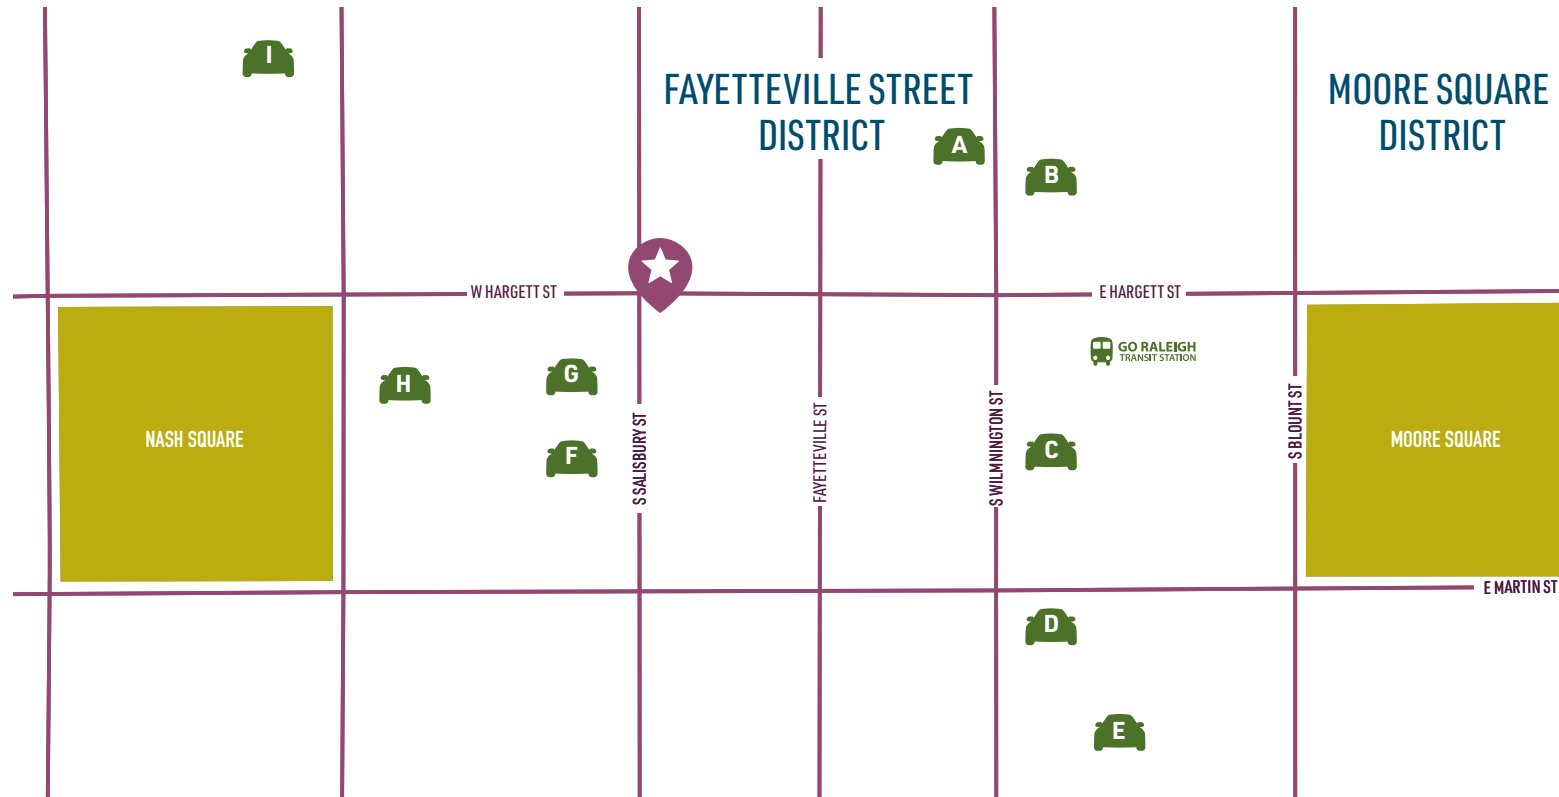 I
FAYETTEVILLE STREET
DISTRICT
MOORE SQUARE
DISTRICT
A
B
W HARGETT ST
E HARGETT ST
GO RALEIGH
TRANSIT STATION
G
H
NASH SQUARE
F
S SALISBURY ST
FAYETTEVILLE ST
S WILMNINGTON ST
C
S BLOUNT ST
MOORE SQUARE
E MARTIN ST
D
E